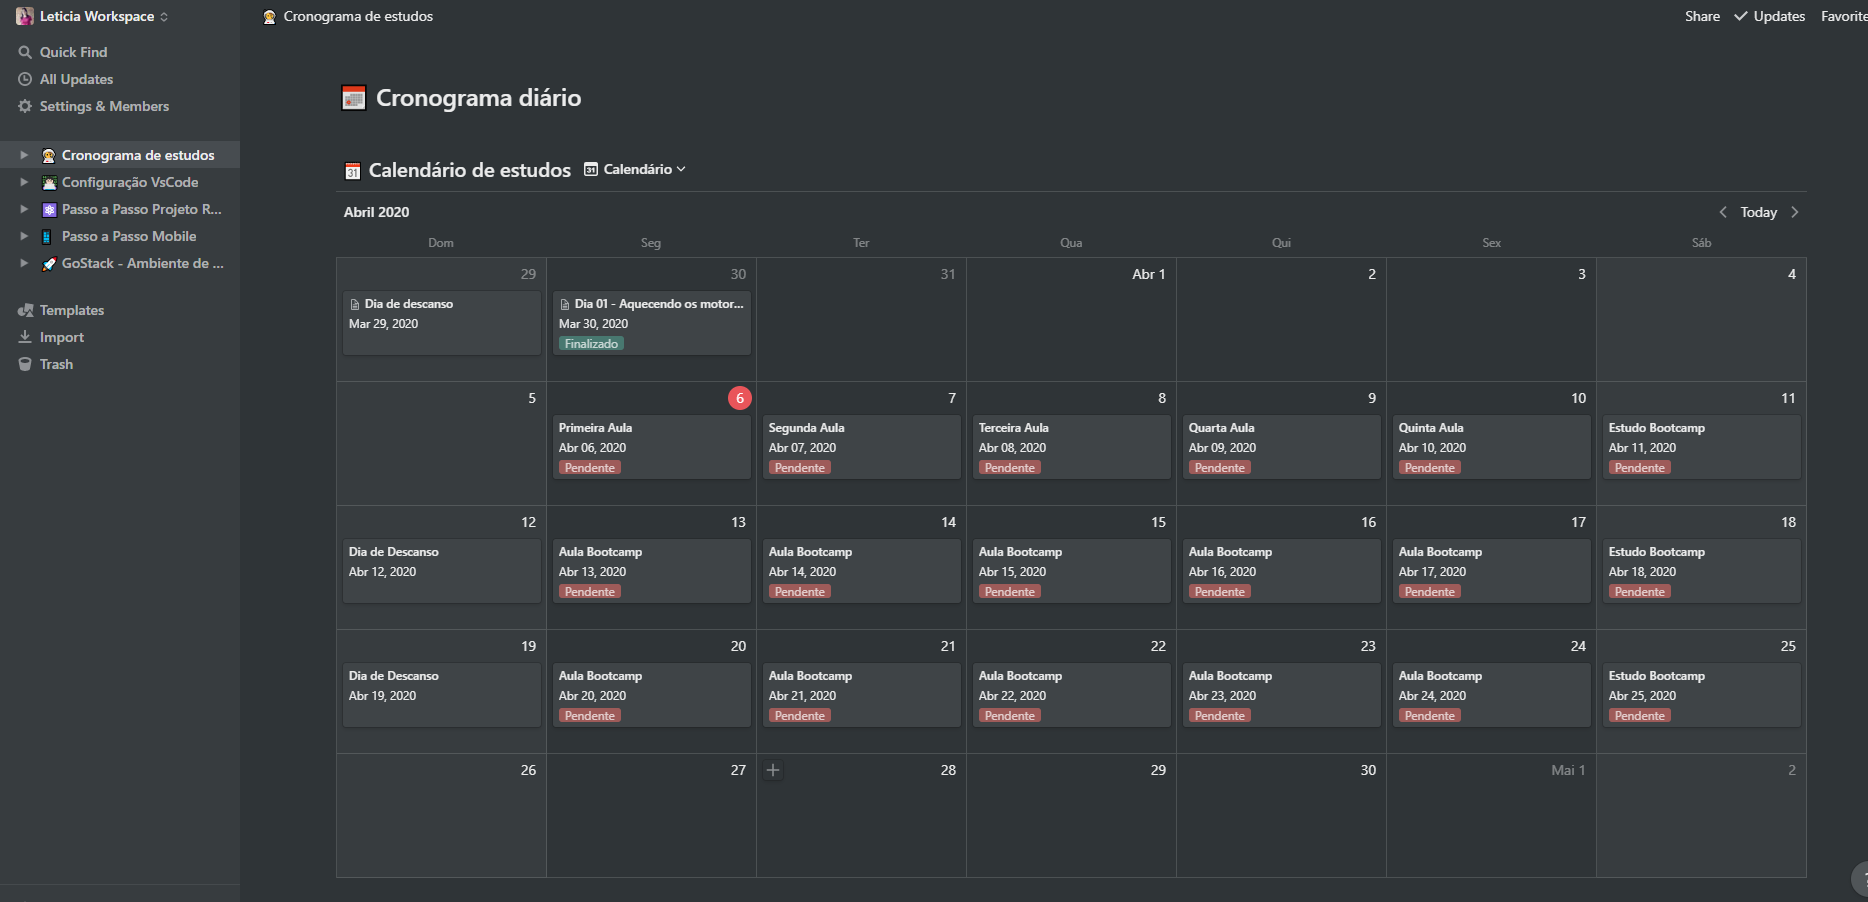 Leticia Workspace
Quick Find
All Updates
Settings & Members
Cronograma de estudos
Configuração VsCode
Passo a Passo Projeto R...
Passo a Passo Mobile
GoStack - Ambiente de ...
Templates
Import
Trash
Cronograma de estudos
Share Updates Favorite
Cronograma diário
Calendário de estudos Calendário
Abril 2020 Today
Dom Seg Ter Qua Qui Sex Sáb
29 30 31 Abr 1 2 3 4
Dia de descanso Dia 01 - Aquecendo os motor...
Mar 29, 2020 Mar 30, 2020
Finalizado
5 6 7 8 9 10 11
Primeira Aula Segunda Aula Terceira Aula Quarta Aula Quinta Aula Estudo Bootcamp
Abr 06, 2020 Abr 07, 2020 Abr 08, 2020 Abr 09, 2020 Abr 10, 2020 Abr 11, 2020
Pendente Pendente Pendente Pendente Pendente Pendente
12 13 14 15 16 17 18
Dia de Descanso Aula Bootcamp Aula Bootcamp Aula Bootcamp Aula Bootcamp Aula Bootcamp Estudo Bootcamp
Abr 12, 2020 Abr 13, 2020 Abr 14, 2020 Abr 15, 2020 Abr 16, 2020 Abr 17, 2020 Abr 18, 2020
Pendente Pendente Pendente Pendente Pendente Pendente
19 20 21 22 23 24 25
Dia de Descanso Aula Bootcamp Aula Bootcamp Aula Bootcamp Aula Bootcamp Aula Bootcamp Estudo Bootcamp
Abr 19, 2020 Abr 20, 2020 Abr 21, 2020 Abr 22, 2020 Abr 23, 2020 Abr 24, 2020 Abr 25, 2020
Pendente Pendente Pendente Pendente Pendente Pendente
26 27 28 29 30 Mai 1 2
?